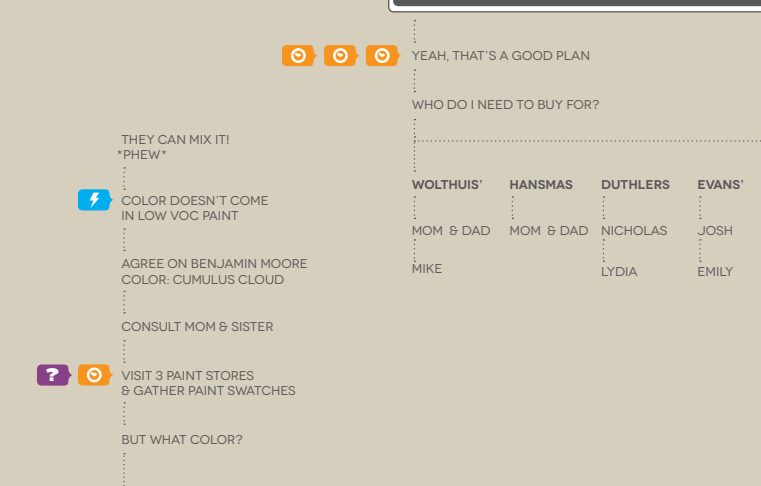 YEAH, THAT'S A GOOD PLAN
WHO DO I NEED TO BUY FOR?
WOLTHUIS' HANSMAS DUTHLERS EVANS'
MOM & DAD MOM & DAD NICHOLAS JOSH
MIKE LYDIA EMILY
THEY CAN MIX IT!
*PHEW*
COLOR DOESN'T COME
IN LOW VOC PAINT
AGREE ON BENJAMIN MOORE
COLOR: CUMULUS CLOUD
CONSULT MOM & SISTER
? VISIT 3 PAINT STORES
& GATHER PAINT SWATCHES
BUT WHAT COLOR?